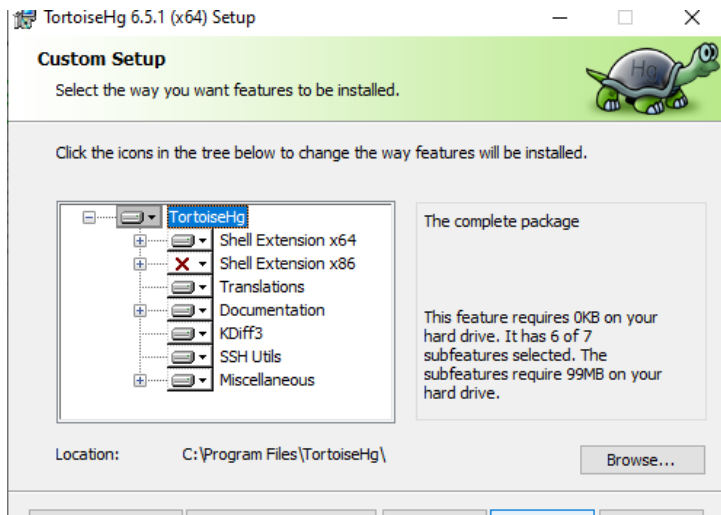 TortoiseHg 6.5.1 (x64) Setup
Custom Setup
Select the way you want features to be installed.
Hg
Click the icons in the tree below to change the way features will be installed.
TortoiseHg
Shell Extension x64
Shell Extension x86
Translations
Documentation
KDiff3
SSH Utils
Miscellaneous
The complete package
This feature requires 0KB on your
hard drive. It has 6 of 7
subfeatures selected. The
subfeatures require 99MB on your
hard drive.
Location: C:\Program Files\TortoiseHg\
Browse...